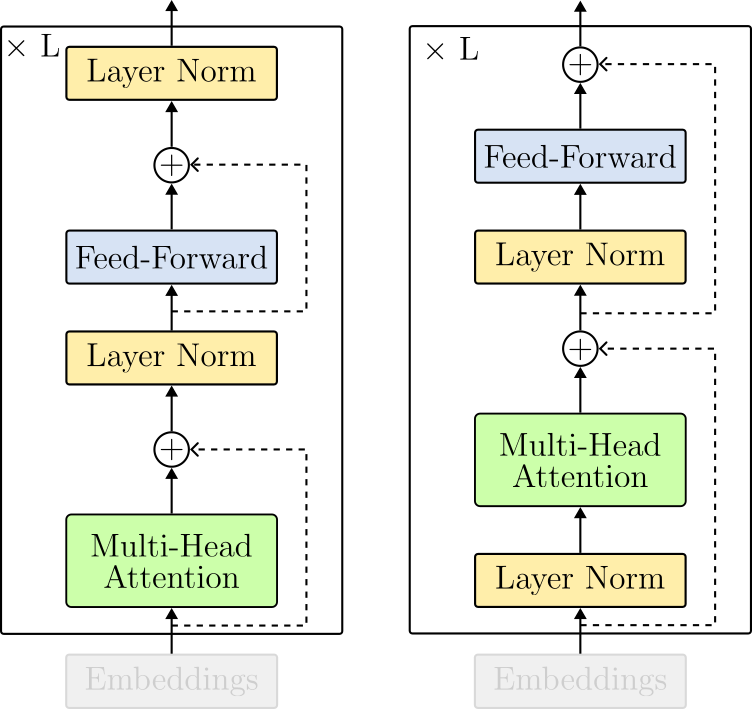 × L
Layer Norm
Feed-Forward
Layer Norm
Multi-Head
Attention
Embeddings
× L
Feed-Forward
Layer Norm
Multi-Head
Attention
Layer Norm
Embeddings